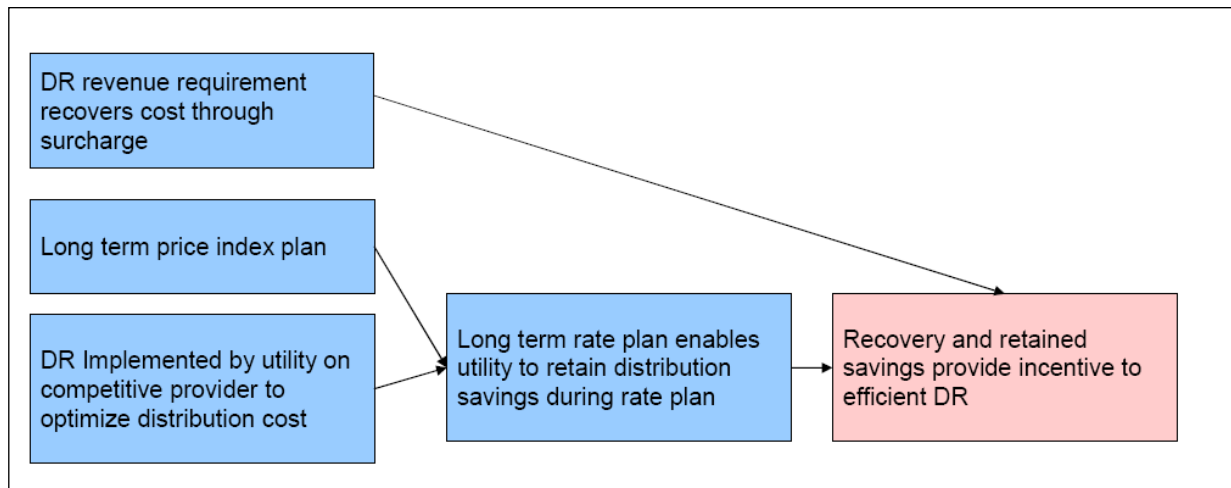 DR revenue requirement
recovers cost through
surcharge
Long term price index plan
DR Implemented by utility on
competitive provider to
optimize distribution cost
Long term rate plan enables
utility to retain distribution
savings during rate plan
Recovery and retained
savings provide incentive to
efficient DR